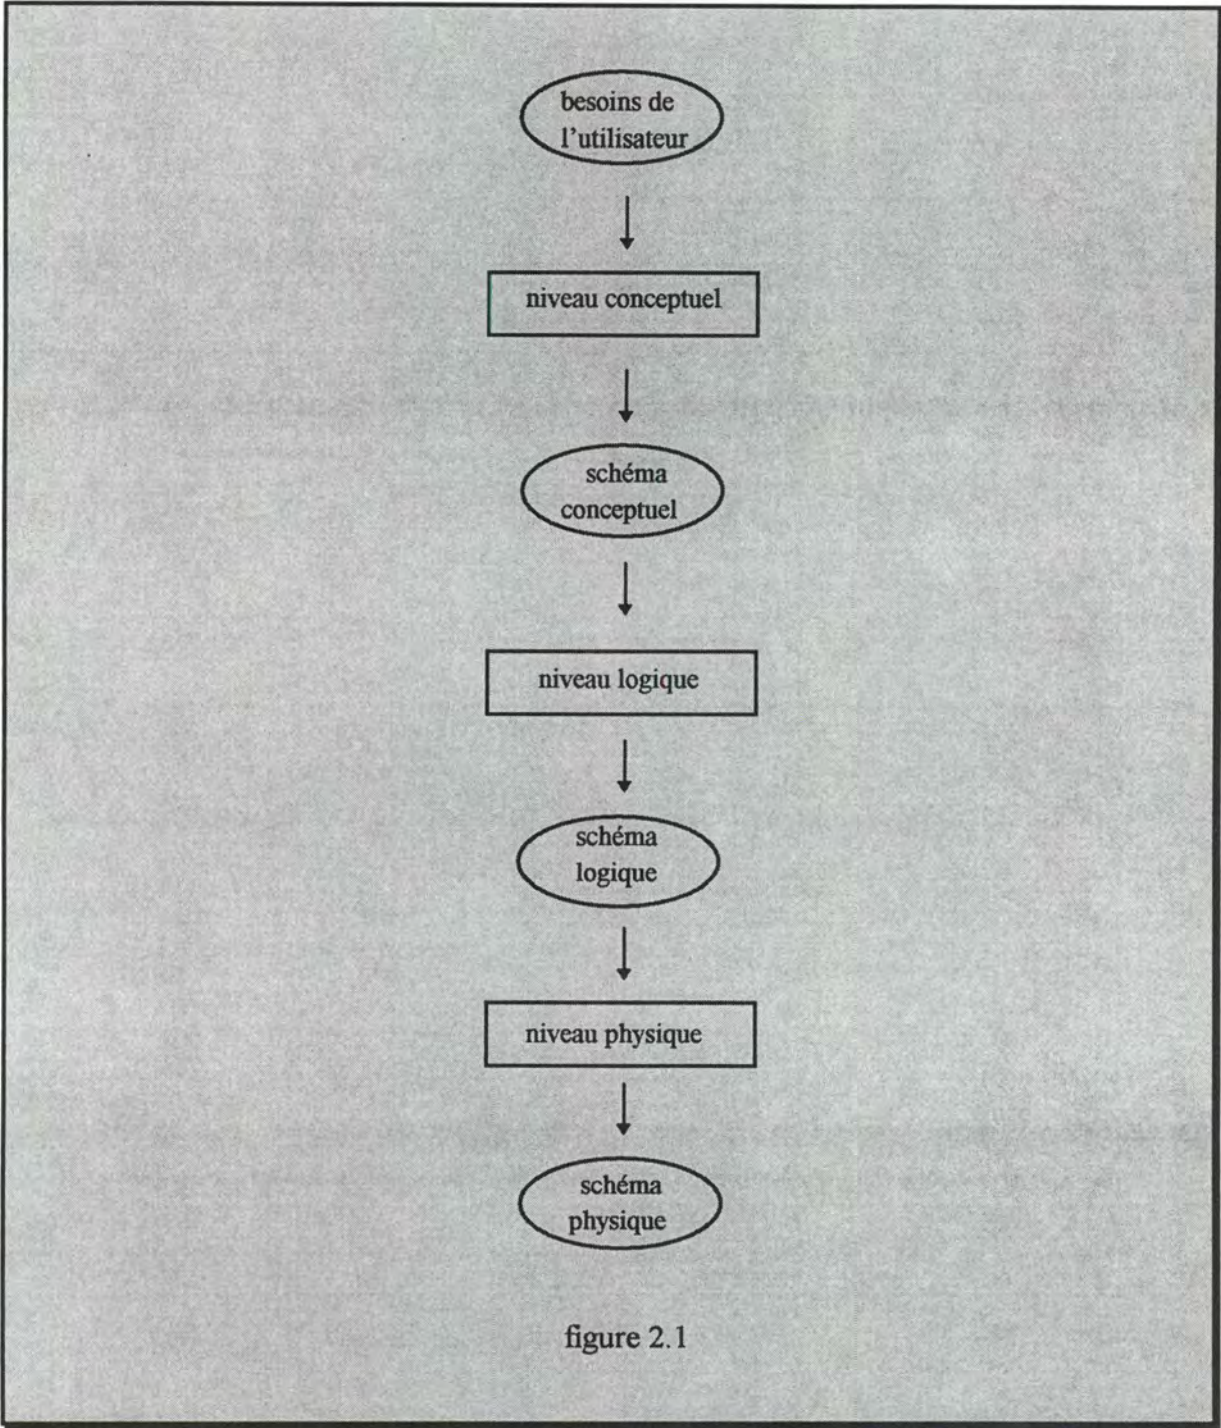 besoins de
l'utilisateur
niveau conceptuel
schéma
conceptuel
niveau logique
schéma
logique
niveau physique
schéma
physique
figure 2.1